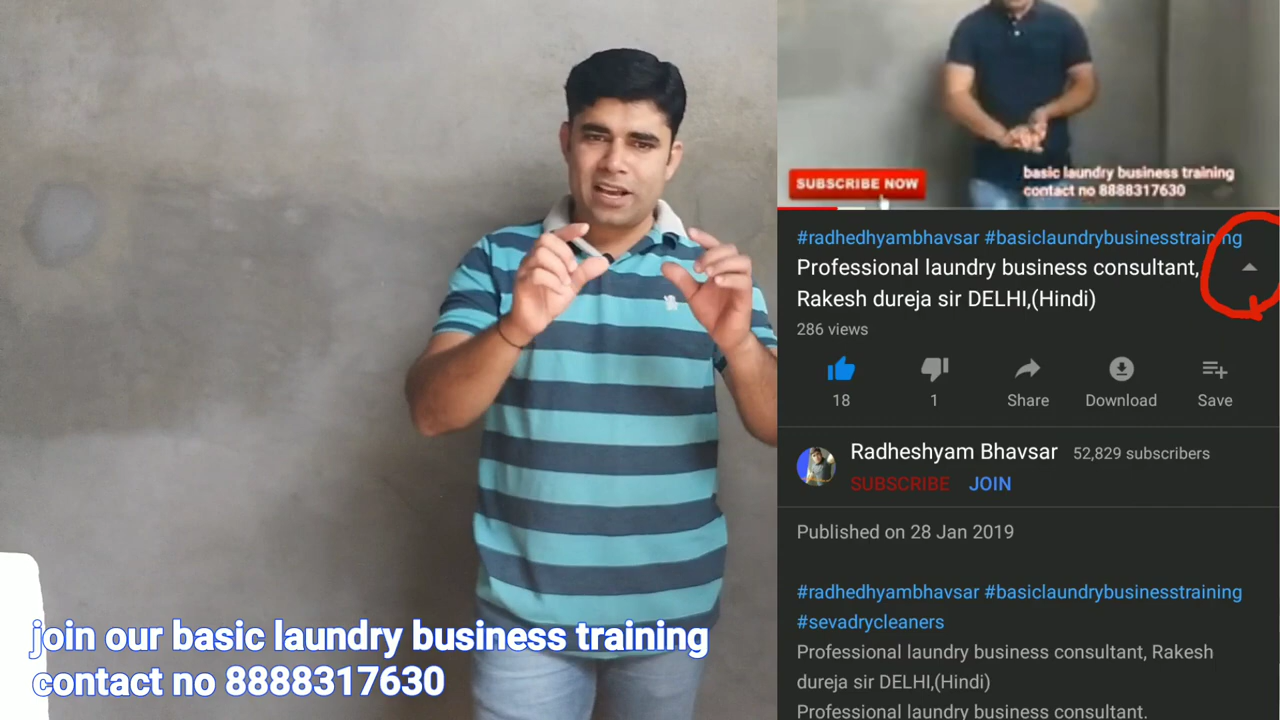 join our basic laundry business training
contact no 8888317630
SUBSCRIBE NOW
basic laundry business training
contact no 8888317630
#radhedhyambhavsar #basiclaundrybusinesstraining
Professional laundry business consultant,
Rakesh dureja sir DELHI,(Hindi)
286 views
18
1
Share
Download
Save
Radheshyam Bhavsar 52,829 subscribers
SUBSCRIBE JOIN
Published on 28 Jan 2019
#radhedhyambhavsar #basiclaundrybusinesstraining
#sevadrycleaners
Professional laundry business consultant, Rakesh
dureja sir DELHI,(Hindi)
Professional laundry business consultant.